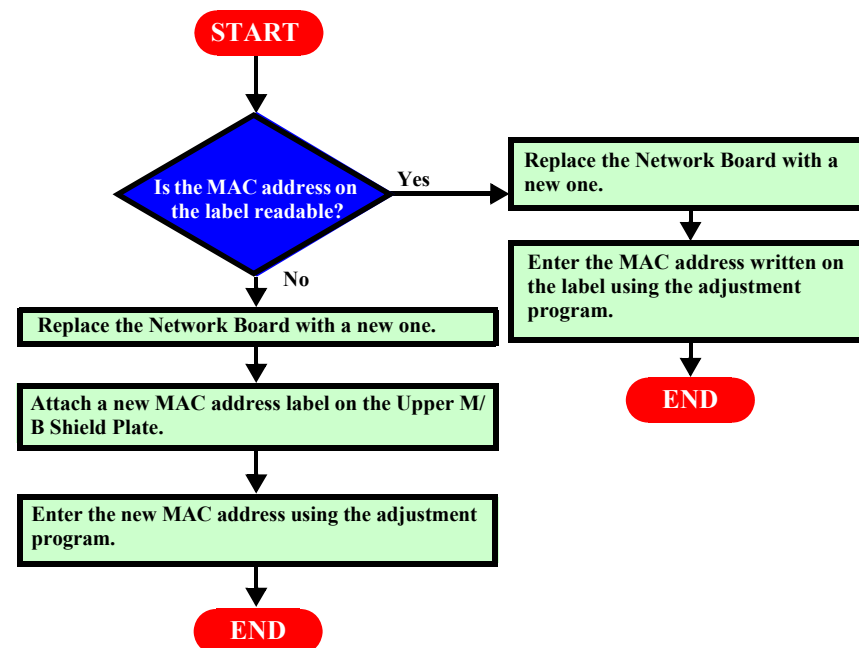 START
Is the MAC address on
the label readable?
Yes
Replace the Network Board with a
new one.
Enter the MAC address written on
the label using the adjustment
program.
END
No
Replace the Network Board with a new one.
Attach a new MAC address label on the Upper M/
B Shield Plate.
Enter the new MAC address using the adjustment
program.
END